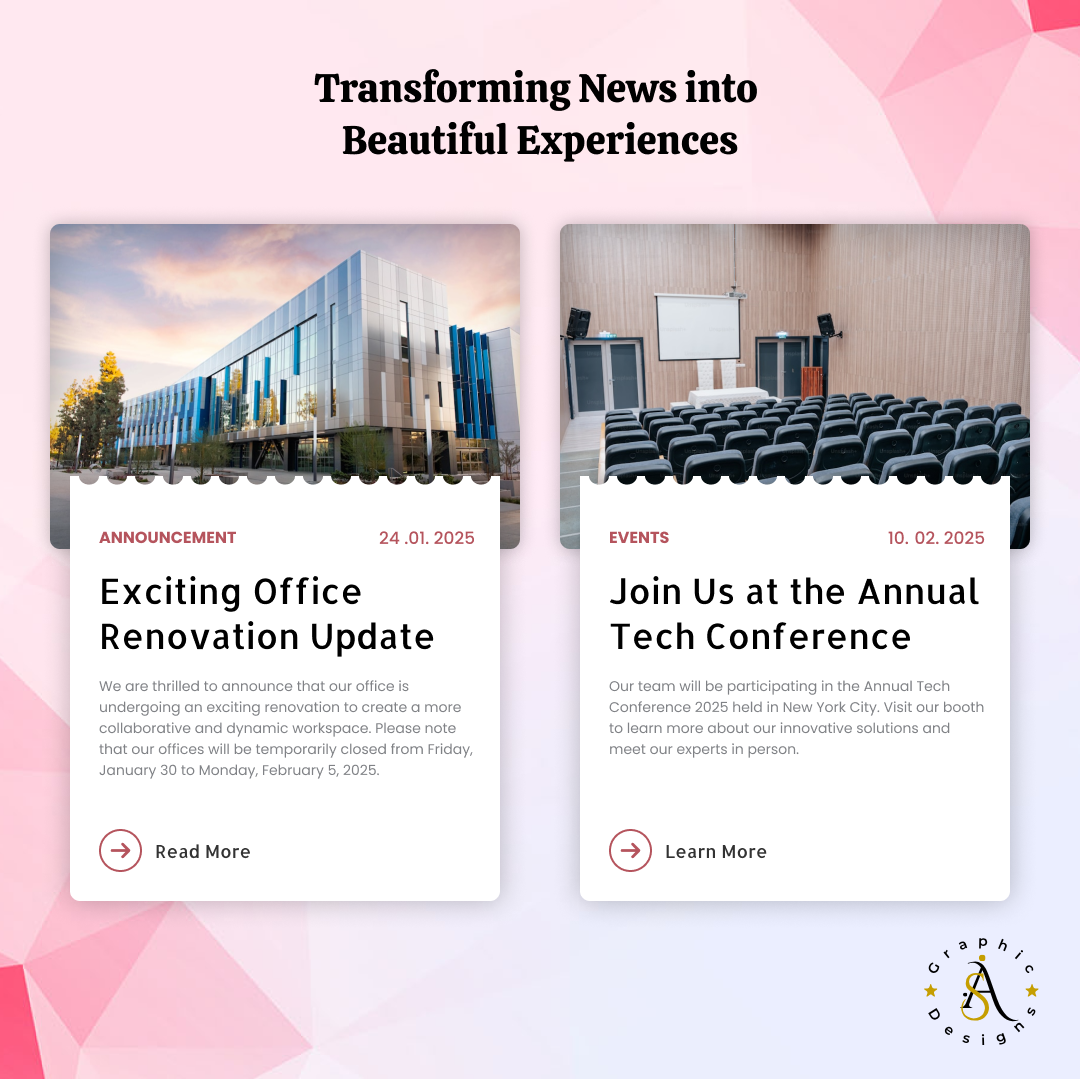 Transforming News into
Beautiful Experiences
ANNOUNCEMENT 24 .01. 2025
Exciting Office
Renovation Update
We are thrilled to announce that our office is
undergoing an exciting renovation to create a more
collaborative and dynamic workspace. Please note
that our offices will be temporarily closed from Friday,
January 30 to Monday, February 5, 2025.
Read More
EVENTS 10. 02. 2025
Join Us at the Annual
Tech Conference
Our team will be participating in the Annual Tech
Conference 2025 held in New York City. Visit our booth
to learn more about our innovative solutions and
meet our experts in person.
Learn More
Graphic
Designs